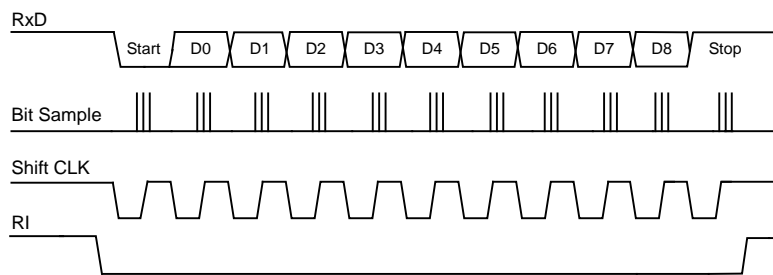 RxD
Start D0 D1 D2 D3 D4 D5 D6 D7 D8 Stop
Bit Sample
Shift CLK
RI